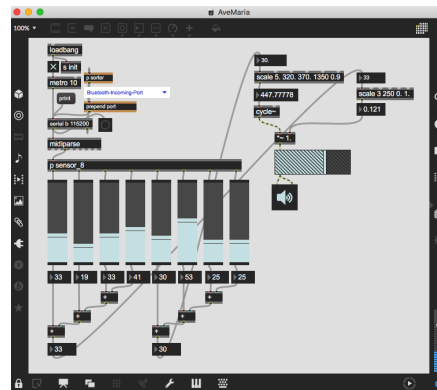 AveMaria
100% ▾
loadbang
s init
metro 10
p sorter
print
Bluetooth-Incoming-Port
prepend port
serial b 115200
midiparse
p sensor_8
33 19 33 41 30 53 25 25
+ +
+ +
+ +
33 30
30.
scale 5. 320. 370. 1350 0.9
33
447.77778
scale 3 250 0. 1.
cycle~
0.121
*~ 1.